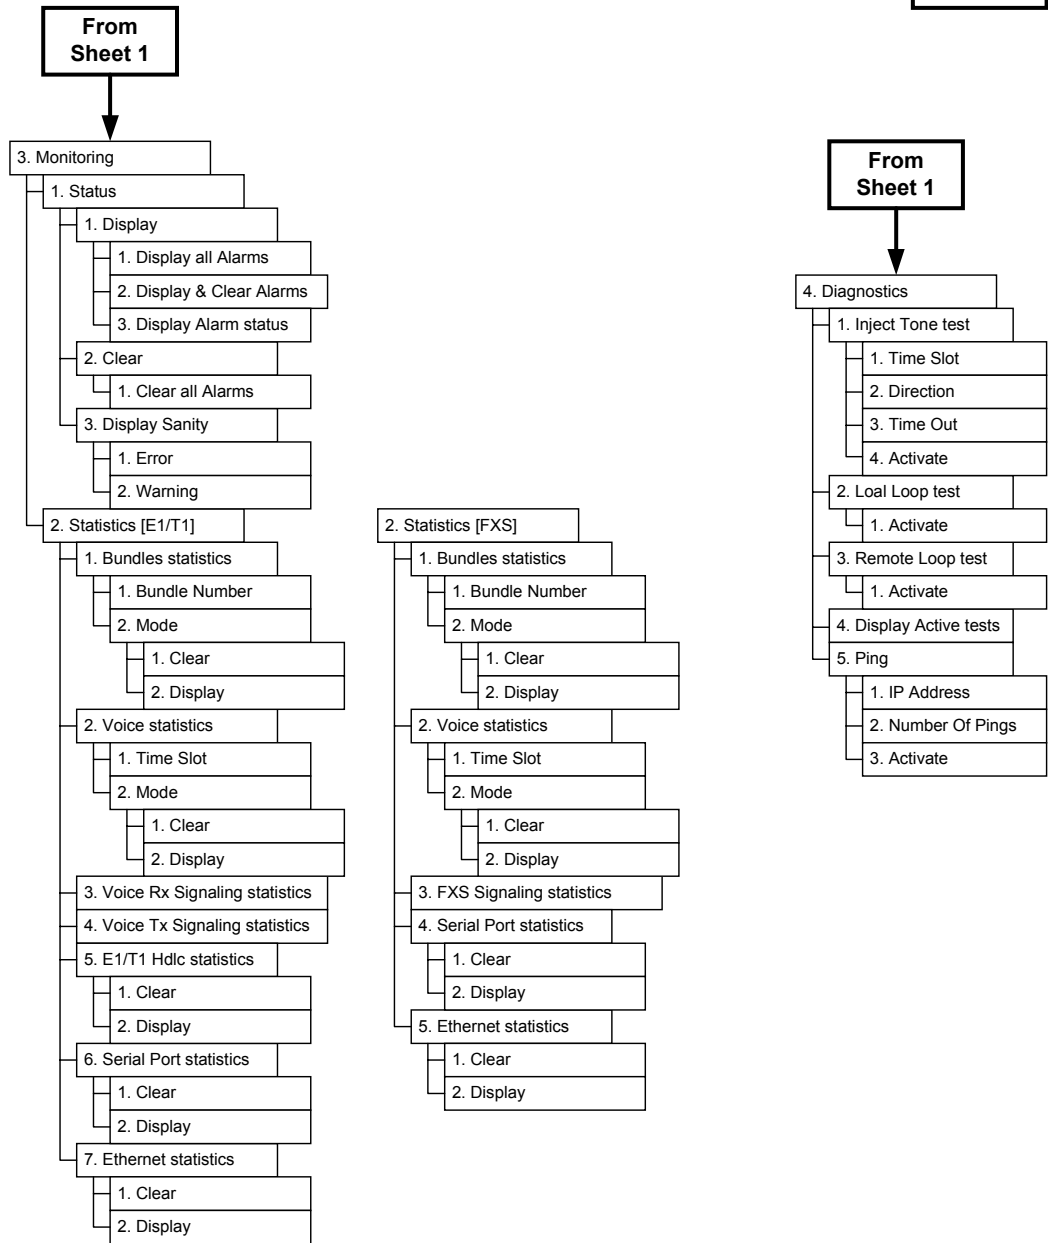 From
Sheet 1
3. Monitoring
1. Status
1. Display
1. Display all Alarms
2. Display & Clear Alarms
3. Display Alarm status
2. Clear
1. Clear all Alarms
3. Display Sanity
1. Error
2. Warning
2. Statistics [E1/T1]
1. Bundles statistics
1. Bundle Number
2. Mode
1. Clear
2. Display
2. Voice statistics
1. Time Slot
2. Mode
1. Clear
2. Display
3. Voice Rx Signaling statistics
4. Voice Tx Signaling statistics
5. E1/T1 Hdlc statistics
1. Clear
2. Display
6. Serial Port statistics
1. Clear
2. Display
7. Ethernet statistics
1. Clear
2. Display
2. Statistics [FXS]
1. Bundles statistics
1. Bundle Number
2. Mode
1. Clear
2. Display
2. Voice statistics
1. Time Slot
2. Mode
1. Clear
2. Display
3. FXS Signaling statistics
4. Serial Port statistics
1. Clear
2. Display
5. Ethernet statistics
1. Clear
2. Display
From
Sheet 1
4. Diagnostics
1. Inject Tone test
1. Time Slot
2. Direction
3. Time Out
4. Activate
2. Loal Loop test
1. Activate
3. Remote Loop test
1. Activate
4. Display Active tests
5. Ping
1. IP Address
2. Number Of Pings
3. Activate